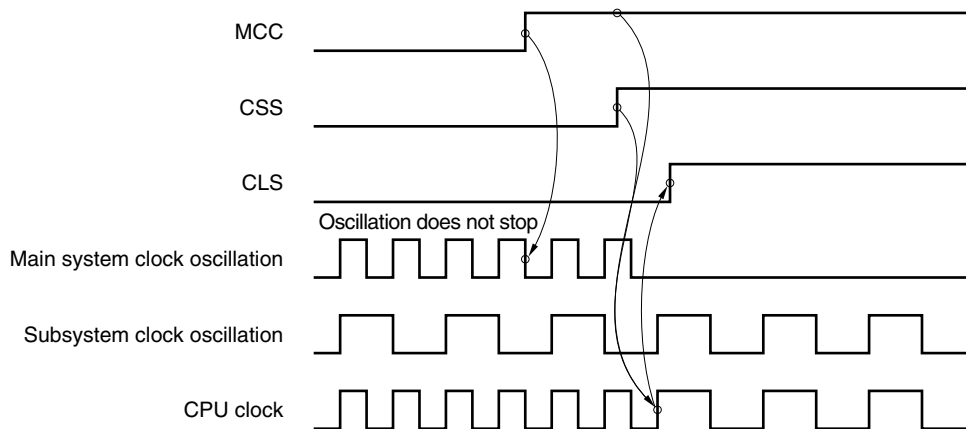 MCC
CSS
CLS
Oscillation does not stop
Main system clock oscillation
Subsystem clock oscillation
CPU clock